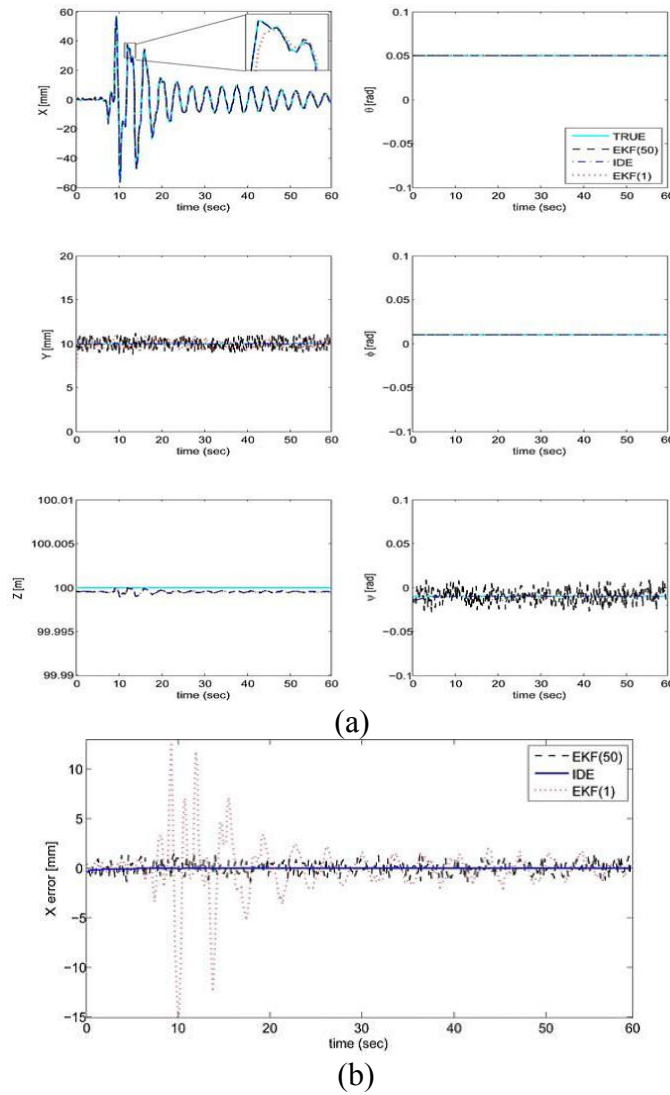 60
40
20
0
−20
−40
−60
0 10 20 30 40 50 60
X [mm]
time (sec)
0.1
0.05
0
−0.05
−0.1
0 10 20 30 40 50 60
θ [rad]
time (sec)
TRUE
EKF(50)
IDE
EKF(1)
20
15
10
5
0
0 10 20 30 40 50 60
Y [mm]
time (sec)
0.1
0.05
0
−0.05
−0.1
0 10 20 30 40 50 60
ϕ [rad]
time (sec)
100.01
100.005
100
99.995
99.99
0 10 20 30 40 50 60
Z [m]
time (sec)
0.1
0.05
0
−0.05
−0.1
0 10 20 30 40 50 60
ψ [rad]
time (sec)
(a)
10
5
0
−5
−10
−15
0 10 20 30 40 50 60
X error [mm]
time (sec)
EKF(50)
IDE
EKF(1)
(b)